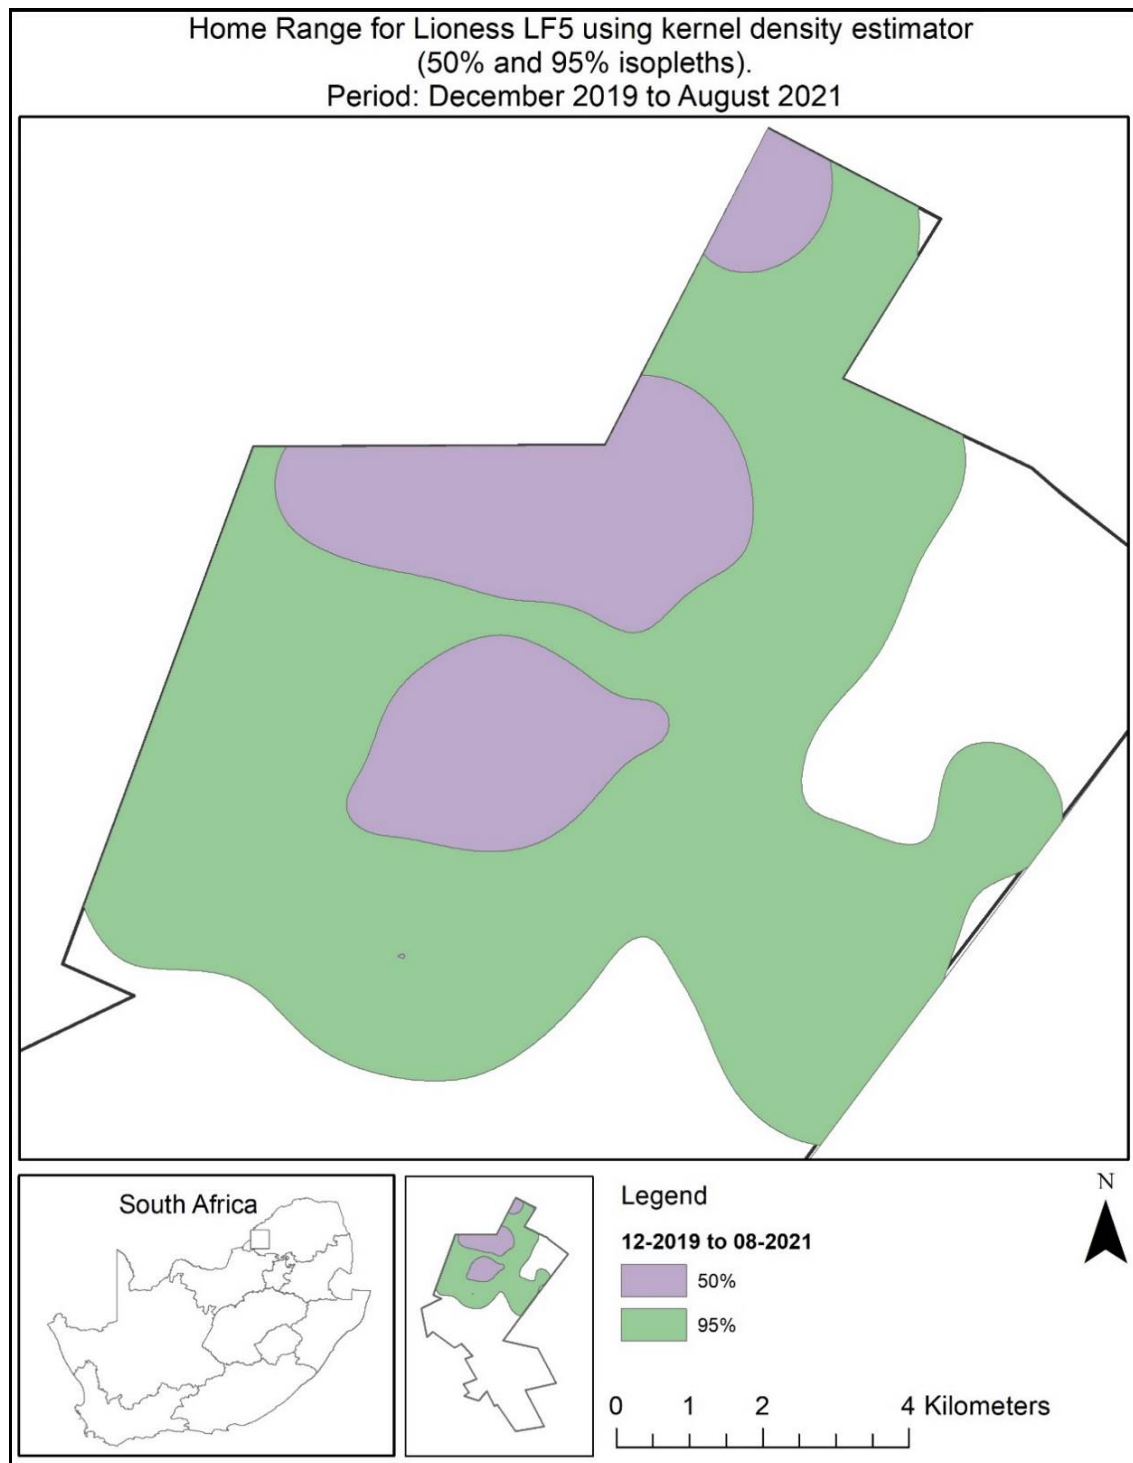 Home Range for Lioness LF5 using kernel density estimator
(50% and 95% isopleths).
Period: December 2019 to August 2021
South Africa
Legend
12-2019 to 08-2021
50%
95%
N
0 1 2 4 Kilometers